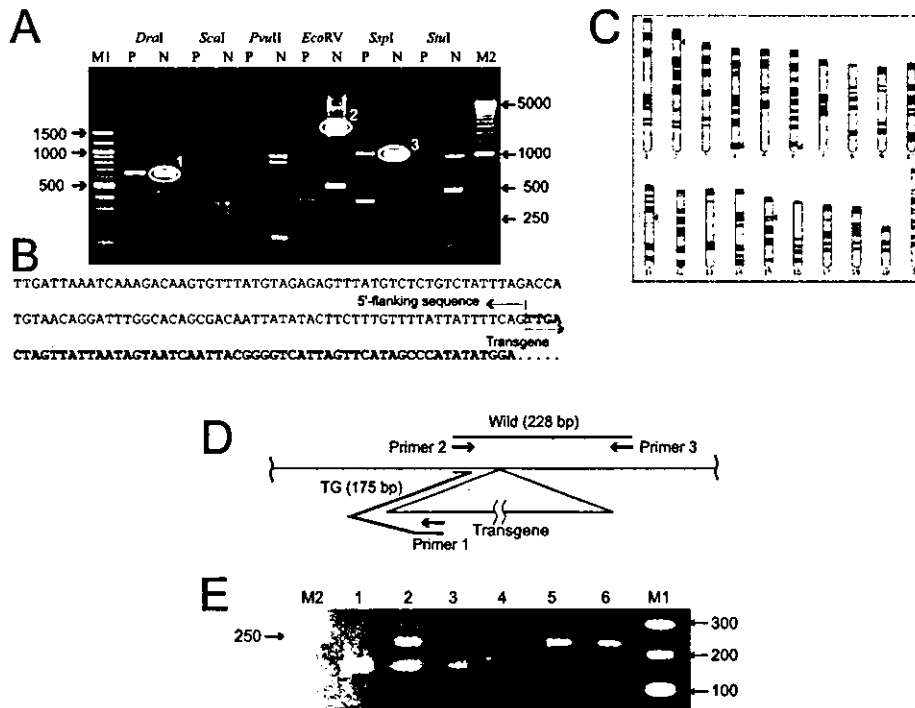 A
C
DraI ScaI PvuII EcoRV SspI StuI
M1 P N P N P N P N P N P N M2
1500
1000
500
1
2
3
5000
1000
500
250
B
TTGATTAAATCAAAGACAAGTGTTTATGTAGAGAGTTTATGTCTCTGTCTATTTAGACCA
5'-flanking sequence
TGTAACAGGATTTGGCACAGCGACAATTATATACTTCTTTGTTTTATTATTTTCAGTTGA
Transgene
CTAGTTATTAATAGTAATCAATTACGGGGTCATTAGTTCATAGCCCATATATGGA.....
D
Wild (228 bp)
Primer 2
Primer 3
TG (175 bp)
Transgene
Primer 1
E
M2 1 2 3 4 5 6 M1
250
300
200
100